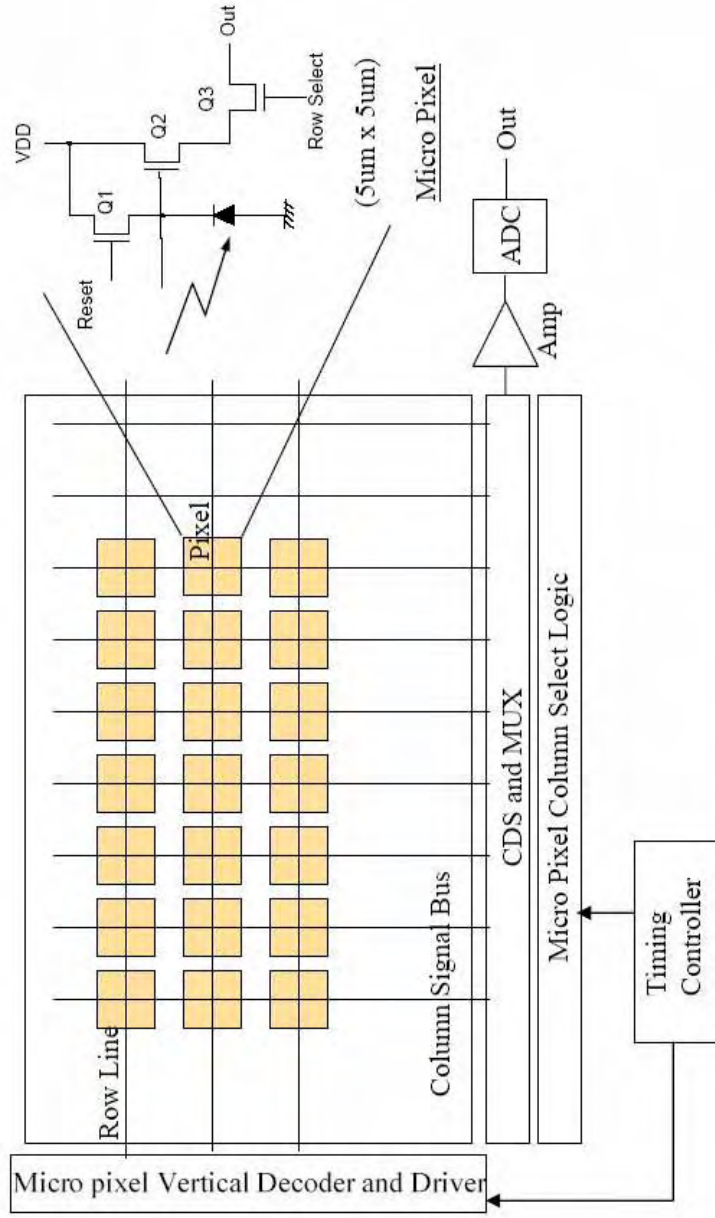 VDD
Q1
Q2
Q3
Reset
Row Select
Out
(5um x 5um)
Micro Pixel
Row Line
Pixel
Column Signal Bus
CDS and MUX
Micro Pixel Column Select Logic
Amp
ADC
Out
Micro pixel Vertical Decoder and Driver
Timing
Controller